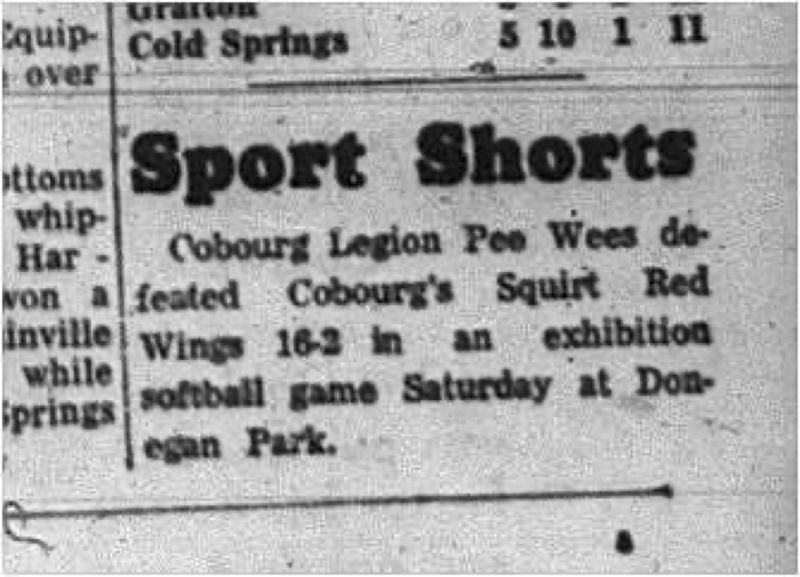 Grafton
Cold Springs 5 10 1 11
Equip-
over
ottoms
whip-
Har -
won a
inville
while
Springs
Sport Shorts
Cobourg Legion Pee Wees de-
feated Cobourg's Squirt Red
Wings 16-2 in an exhibition
softball game Saturday at Don-
egan Park.